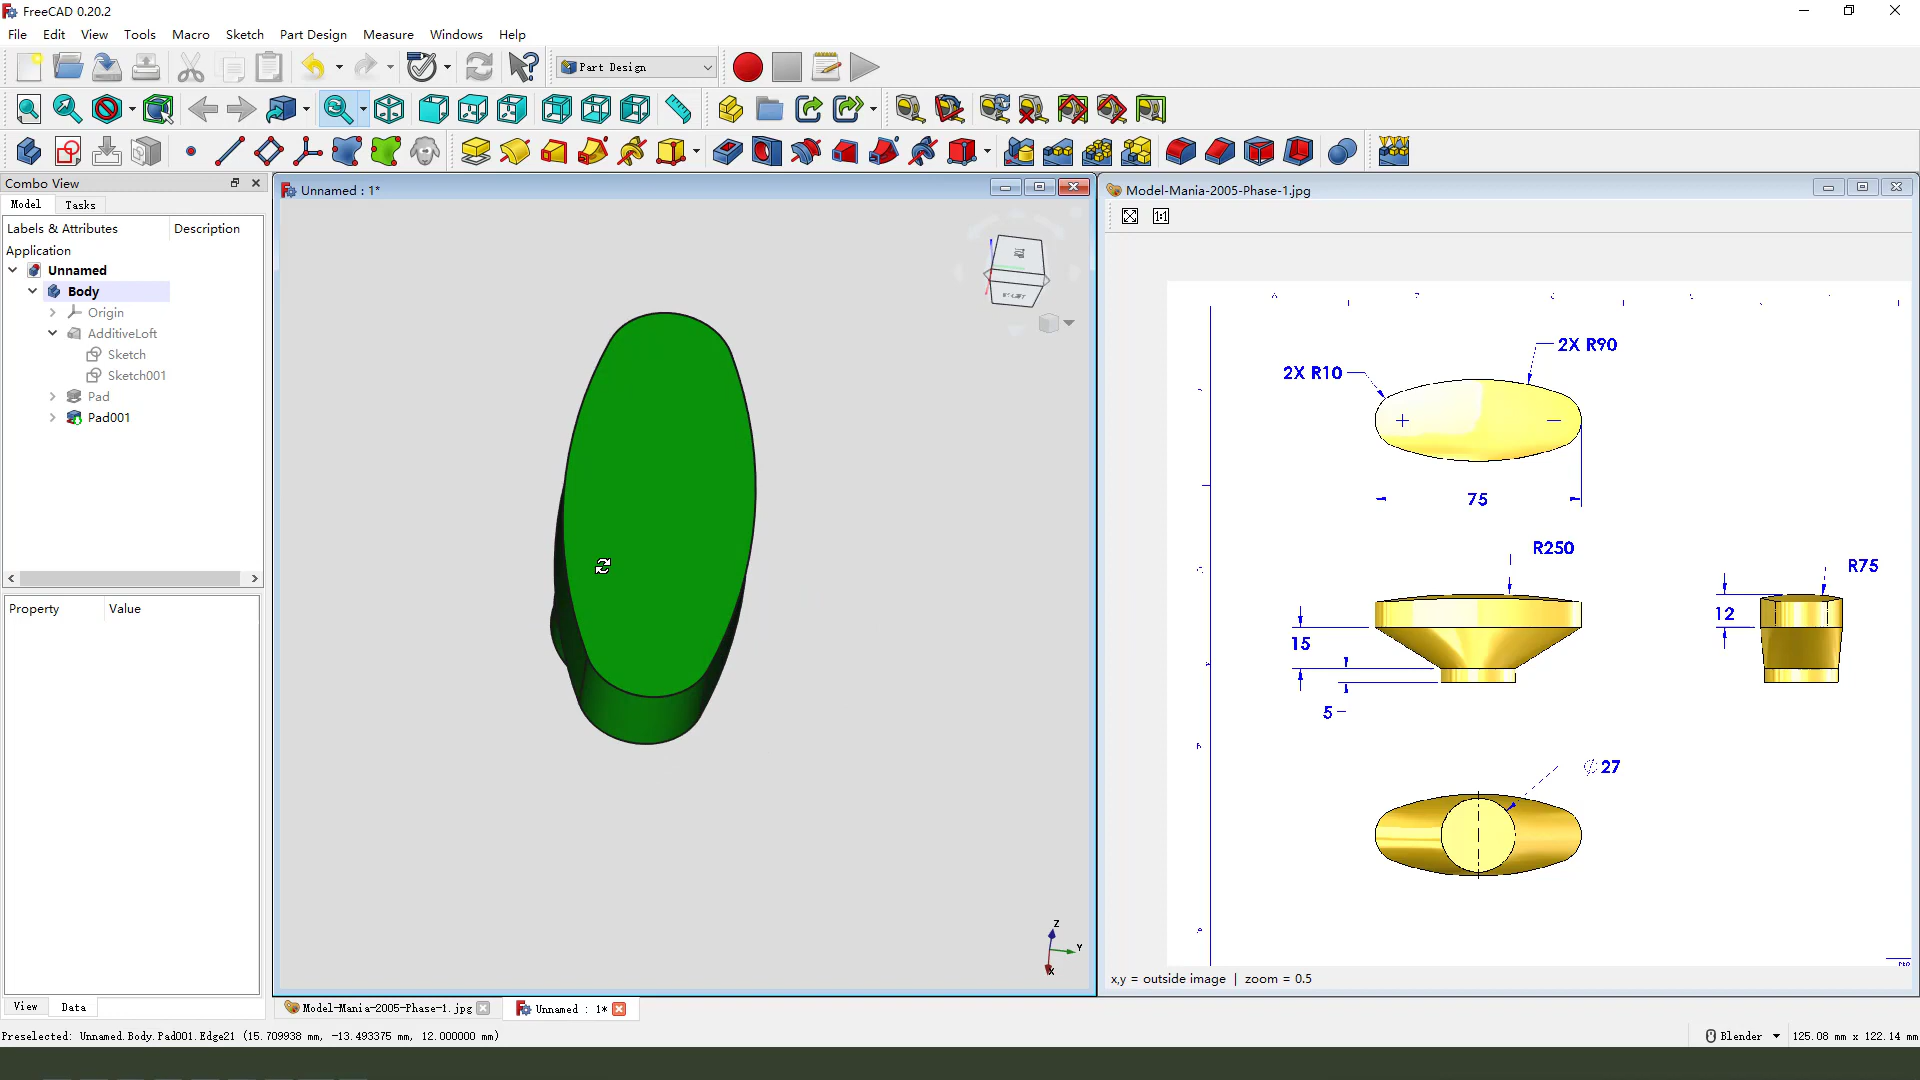 FreeCAD 0.20.2
File Edit View Tools Macro Sketch Part Design Measure Windows Help
Part Design
Combo View
Model Tasks
Labels & Attributes Description
Application
Unnamed
Body
Origin
AdditiveLoft
Sketch
Sketch001
Pad
Pad001
Property Value
View Data
Unnamed : 1*
Z
Y
X
Model-Mania-2005-Phase-1.jpg
1:1
2X R90
2X R10
75
R250
R75
12
15
5
∅27
x,y = outside image | zoom = 0.5
Model-Mania-2005-Phase-1.jpg Unnamed : 1*
Preselected: Unnamed.Body.Pad001.Edge21 (15.709938 mm, -13.493375 mm, 12.000000 mm)
Blender 125.08 mm x 122.14 mm